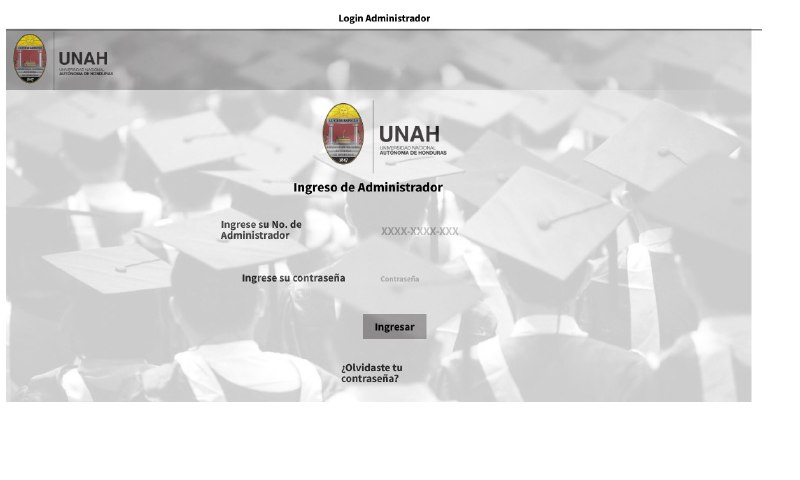 Login Administrador
UNAH
UNIVERSIDAD NACIONAL
AUTÓNOMA DE HONDURAS
UNAH
UNIVERSIDAD NACIONAL
AUTÓNOMA DE HONDURAS
1847
Ingreso de Administrador
Ingrese su No. de
Administrador
XXXX-XXXX-XXX
Ingrese su contraseña
Contraseña
Ingresar
¿Olvidaste tu
contraseña?